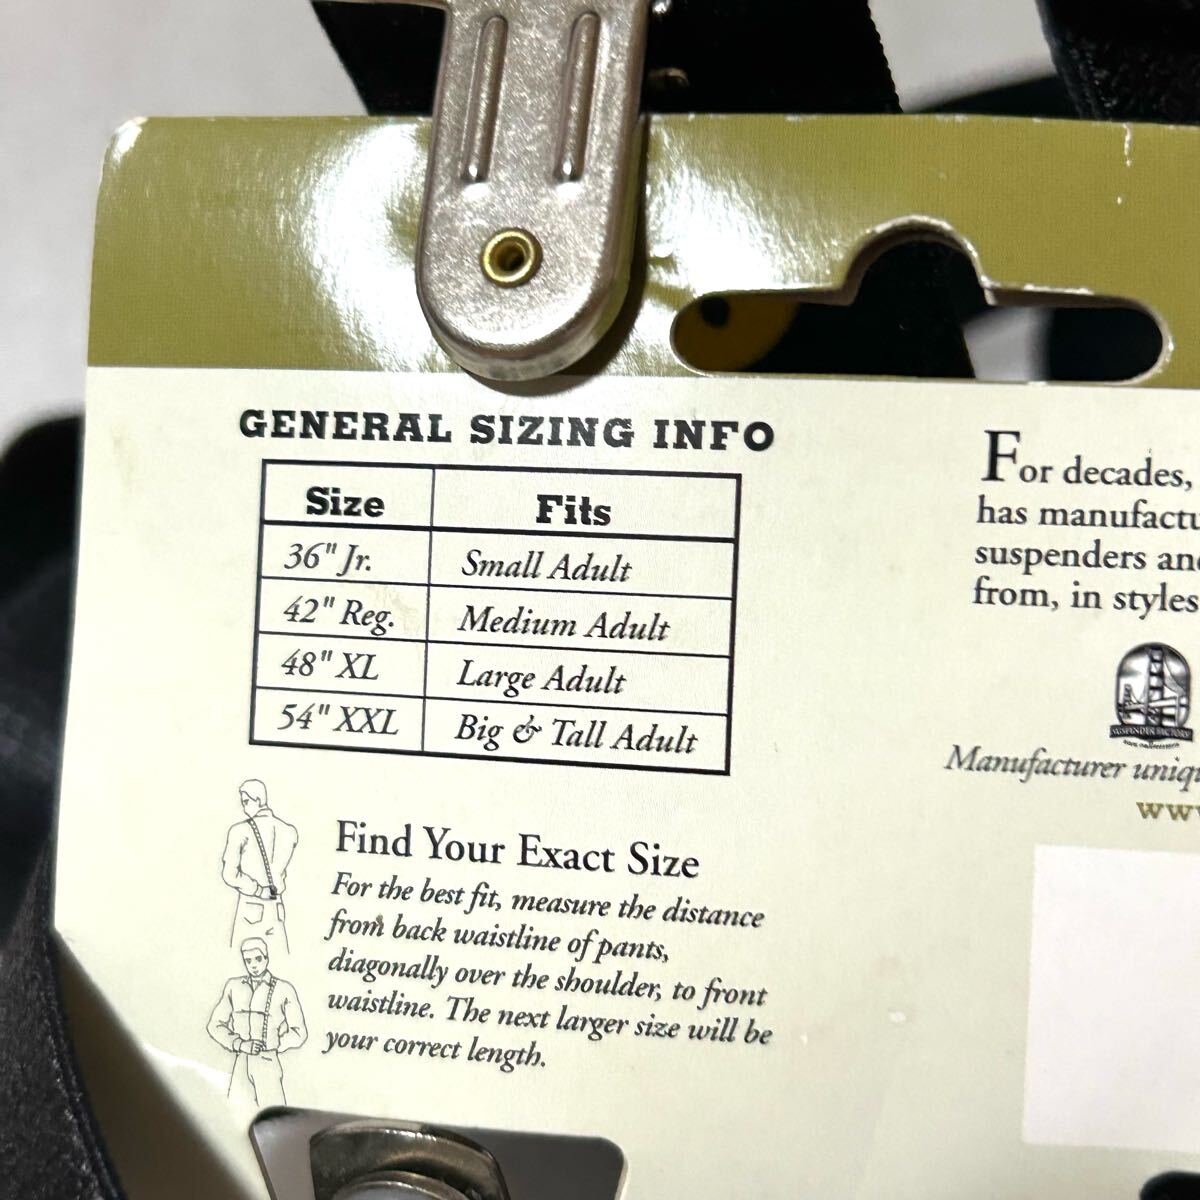 GENERAL SIZING INFO
Size Fits
36" Jr. Small Adult
42" Reg. Medium Adult
48" XL Large Adult
54" XXL Big & Tall Adult
Find Your Exact Size
For the best fit, measure the distance
from back waistline of pants,
diagonally over the shoulder, to front
waistline. The next larger size will be
your correct length.
For decades,
has manufactu
suspenders an
from, in styles
SUSPENDER FACTORY
Manufacturer uniq
ww